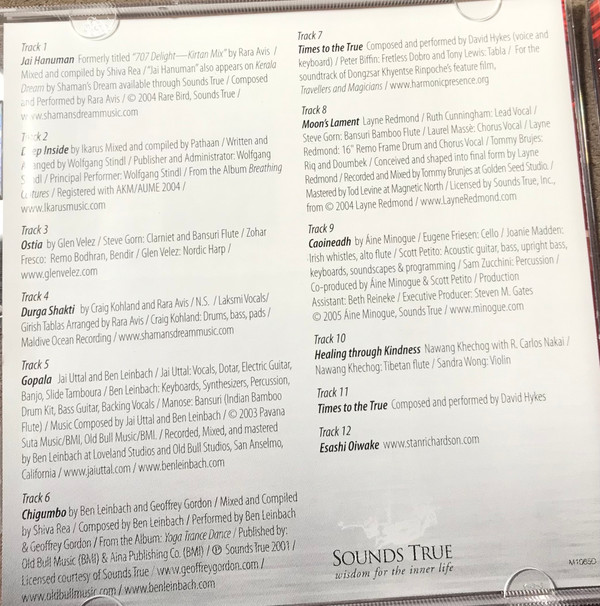 Track 1
Jai Hanuman Formerly titled "707 Delight—Kirtan Mix" by Rara Avis /
Mixed and compiled by Shiva Rea / "Jai Hanuman" also appears on Kerala
Dream by Shaman's Dream available through Sounds True / Composed
and Performed by Rara Avis / © 2004 Rare Bird, Sounds True /
www.shamansdreammusic.com
Track 2
Deep Inside by Ikarus Mixed and compiled by Pathaan / Written and
Arranged by Wolfgang Stindl / Publisher and Administrator: Wolfgang
Stindl / Principal Performer: Wolfgang Stindl / From the Album Breathing
/ Registered with AKM/AUME 2004 /
www.Ikarusmusic.com
Track 3
Ostia by Glen Velez / Steve Gorn: Clarniet and Bansuri Flute / Zohar
Fresco: Remo Bodhran, Bendir / Glen Velez: Nordic Harp /
www.glenvelez.com
Track 4
Durga Shakti by Craig Kohland and Rara Avis / N.S. / Laksmi Vocals/
Girish Tablas Arranged by Rara Avis / Craig Kohland: Drums, bass, pads /
Maldive Ocean Recording / www.shamansdreammusic.com
Track 5
Gopala Jai Uttal and Ben Leinbach / Jai Uttal: Vocals, Dotar, Electric Guitar,
Banjo, Slide Tamboura / Ben Leinbach: Keyboards, Synthesizers, Percussion,
Drum Kit, Bass Guitar, Backing Vocals / Manose: Bansuri (Indian Bamboo
Flute) / Music Composed by Jai Uttal and Ben Leinbach / © 2003 Pavana
Suta Music/BMI, Old Bull Music/BMI. / Recorded, Mixed, and mastered
by Ben Leinbach at Loveland Studios and Old Bull Studios, San Anselmo,
California / www.jaiuttal.com / www.benleinbach.com
Track 6
Chigumbo by Ben Leinbach and Geoffrey Gordon / Mixed and Compiled
by Shiva Rea / Composed by Ben Leinbach / Performed by Ben Leinbach
& Geoffrey Gordon / From the Album: Yoga Trance Dance / Published by:
Old Bull Music (BMI) & Aina Publishing Co. (BMI) / ℗ Sounds True 2001 /
Licensed courtesy of Sounds True / www.geoffreygordon.com /
www.oldbullmusic.com / www.benleinbach.com
Track 7
Times to the True Composed and performed by David Hykes (voice and
keyboard) / Peter Biffin: Fretless Dobro and Tony Lewis: Tabla / For the
soundtrack of Dongzsar Khyentse Rinpoche's feature film,
Travellers and Magicians / www.harmonicpresence.org
Track 8
Moon's Lament Layne Redmond / Ruth Cunningham: Lead Vocal /
Steve Gorn: Bansuri Bamboo Flute / Laurel Massè: Chorus Vocal / Layne
Redmond: 16" Remo Frame Drum and Chorus Vocal / Tommy Brujes:
Riq and Doumbek / Conceived and shaped into final form by Layne
Redmond / Recorded and Mixed by Tommy Brunjes at Golden Seed Studio. /
Mastered by Tod Levine at Magnetic North / Licensed by Sounds True, Inc.,
from © 2004 Layne Redmond / www.LayneRedmond.com
Track 9
Caoineadh by Áine Minogue / Eugene Friesen: Cello / Joanie Madden:
Irish whistles, alto flute / Scott Petito: Acoustic guitar, bass, upright bass,
keyboards, soundscapes & programming / Sam Zucchini: Percussion /
Co-produced by Áine Minogue & Scott Petito / Production
Assistant: Beth Reineke / Executive Producer: Steven M. Gates
© 2005 Áine Minogue, Sounds True / www.minogue.com
Track 10
Healing through Kindness Nawang Khechog with R. Carlos Nakai /
Nawang Khechog: Tibetan flute / Sandra Wong: Violin
Track 11
Times to the True Composed and performed by David Hykes
Track 12
Esashi Oiwake www.stanrichardson.com
SOUNDS TRUE
wisdom for the inner life
M1085D